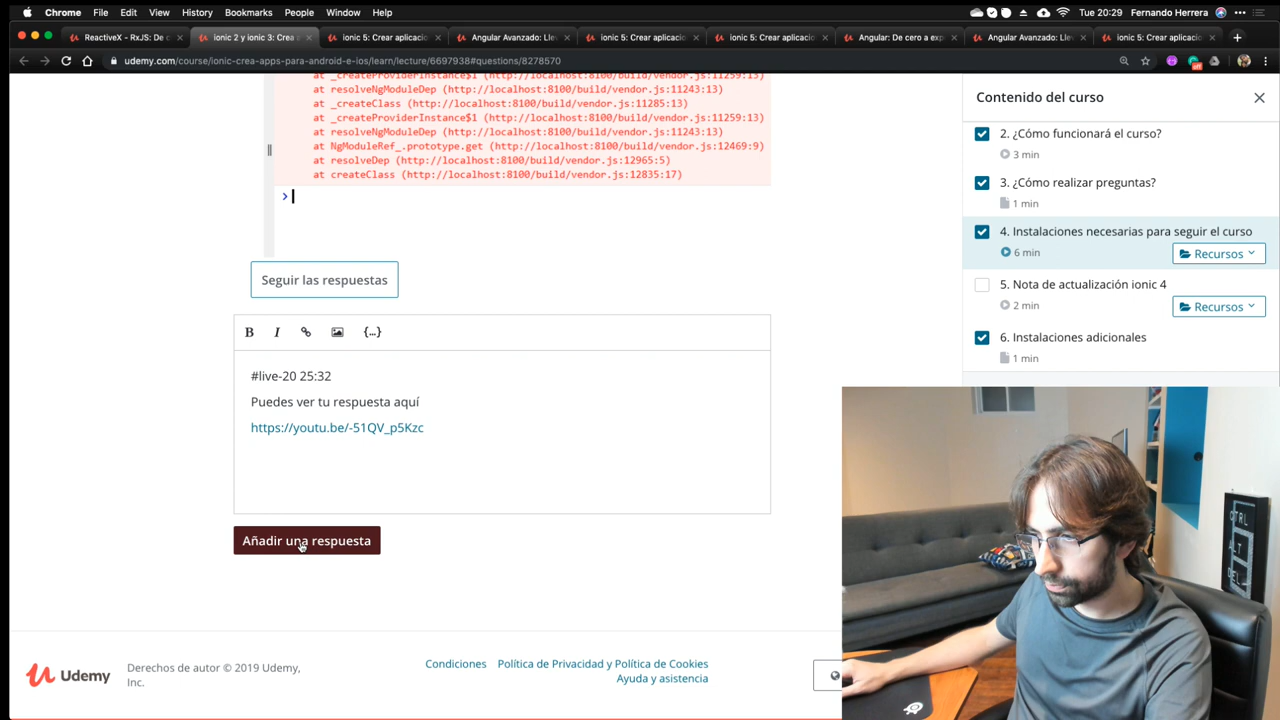 Chrome File Edit View History Bookmarks People Window Help
Tue 20:29 Fernando Herrera
ReactiveX - RxJS: De c
ionic 2 y ionic 3: Crea a
ionic 5: Crear aplicacio
Angular Avanzado: Lle
ionic 5: Crear aplicacio
ionic 5: Crear aplicacio
Angular: De cero a exp
Angular Avanzado: Lle
ionic 5: Crear aplicacio
udemy.com/course/ionic-crea-apps-para-android-e-ios/learn/lecture/6697938#questions/8278570
at _createProviderInstance$1 (http://localhost:8100/build/vendor.js:11259:13)
at resolveNgModuleDep (http://localhost:8100/build/vendor.js:11243:13)
at _createClass (http://localhost:8100/build/vendor.js:11285:13)
at _createProviderInstance$1 (http://localhost:8100/build/vendor.js:11259:13)
at resolveNgModuleDep (http://localhost:8100/build/vendor.js:11243:13)
at NgModuleRef_.prototype.get (http://localhost:8100/build/vendor.js:12469:9)
at resolveDep (http://localhost:8100/build/vendor.js:12965:5)
at createClass (http://localhost:8100/build/vendor.js:12835:17)
>
Seguir las respuestas
B I {...}
#live-20 25:32
Puedes ver tu respuesta aquí
https://youtu.be/-51QV_p5Kzc
Añadir una respuesta
Contenido del curso
2. ¿Cómo funcionará el curso?
3 min
3. ¿Cómo realizar preguntas?
1 min
4. Instalaciones necesarias para seguir el curso
6 min
Recursos
5. Nota de actualización ionic 4
2 min
Recursos
6. Instalaciones adicionales
1 min
CTRL
ALT
DEL
Udemy
Derechos de autor © 2019 Udemy,
Inc.
Condiciones
Política de Privacidad y Política de Cookies
Ayuda y asistencia